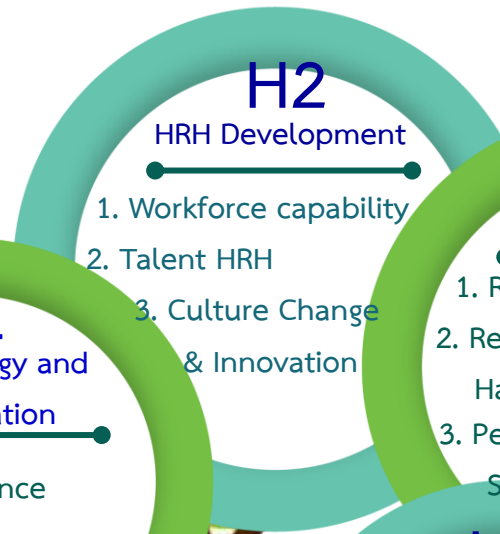 H2
HRH Development
1. Workforce capability
2. Talent HRH
3. Culture Change
& Innovation
gy and
tion
nce
1. R
2. Re
Ha
3. Pe
S